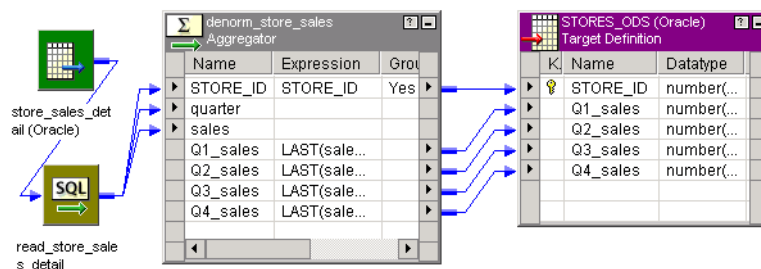 store_sales_det
ail (Oracle)
SQL
read_store_sale
s_detail
Σ denorm_store_sales
Aggregator
Name Expression Grou
STORE_ID STORE_ID Yes
quarter
sales
Q1_sales LAST(sale...
Q2_sales LAST(sale...
Q3_sales LAST(sale...
Q4_sales LAST(sale...
STORES_ODS (Oracle)
Target Definition
K. Name Datatype
STORE_ID number(...
Q1_sales number(...
Q2_sales number(...
Q3_sales number(...
Q4_sales number(...